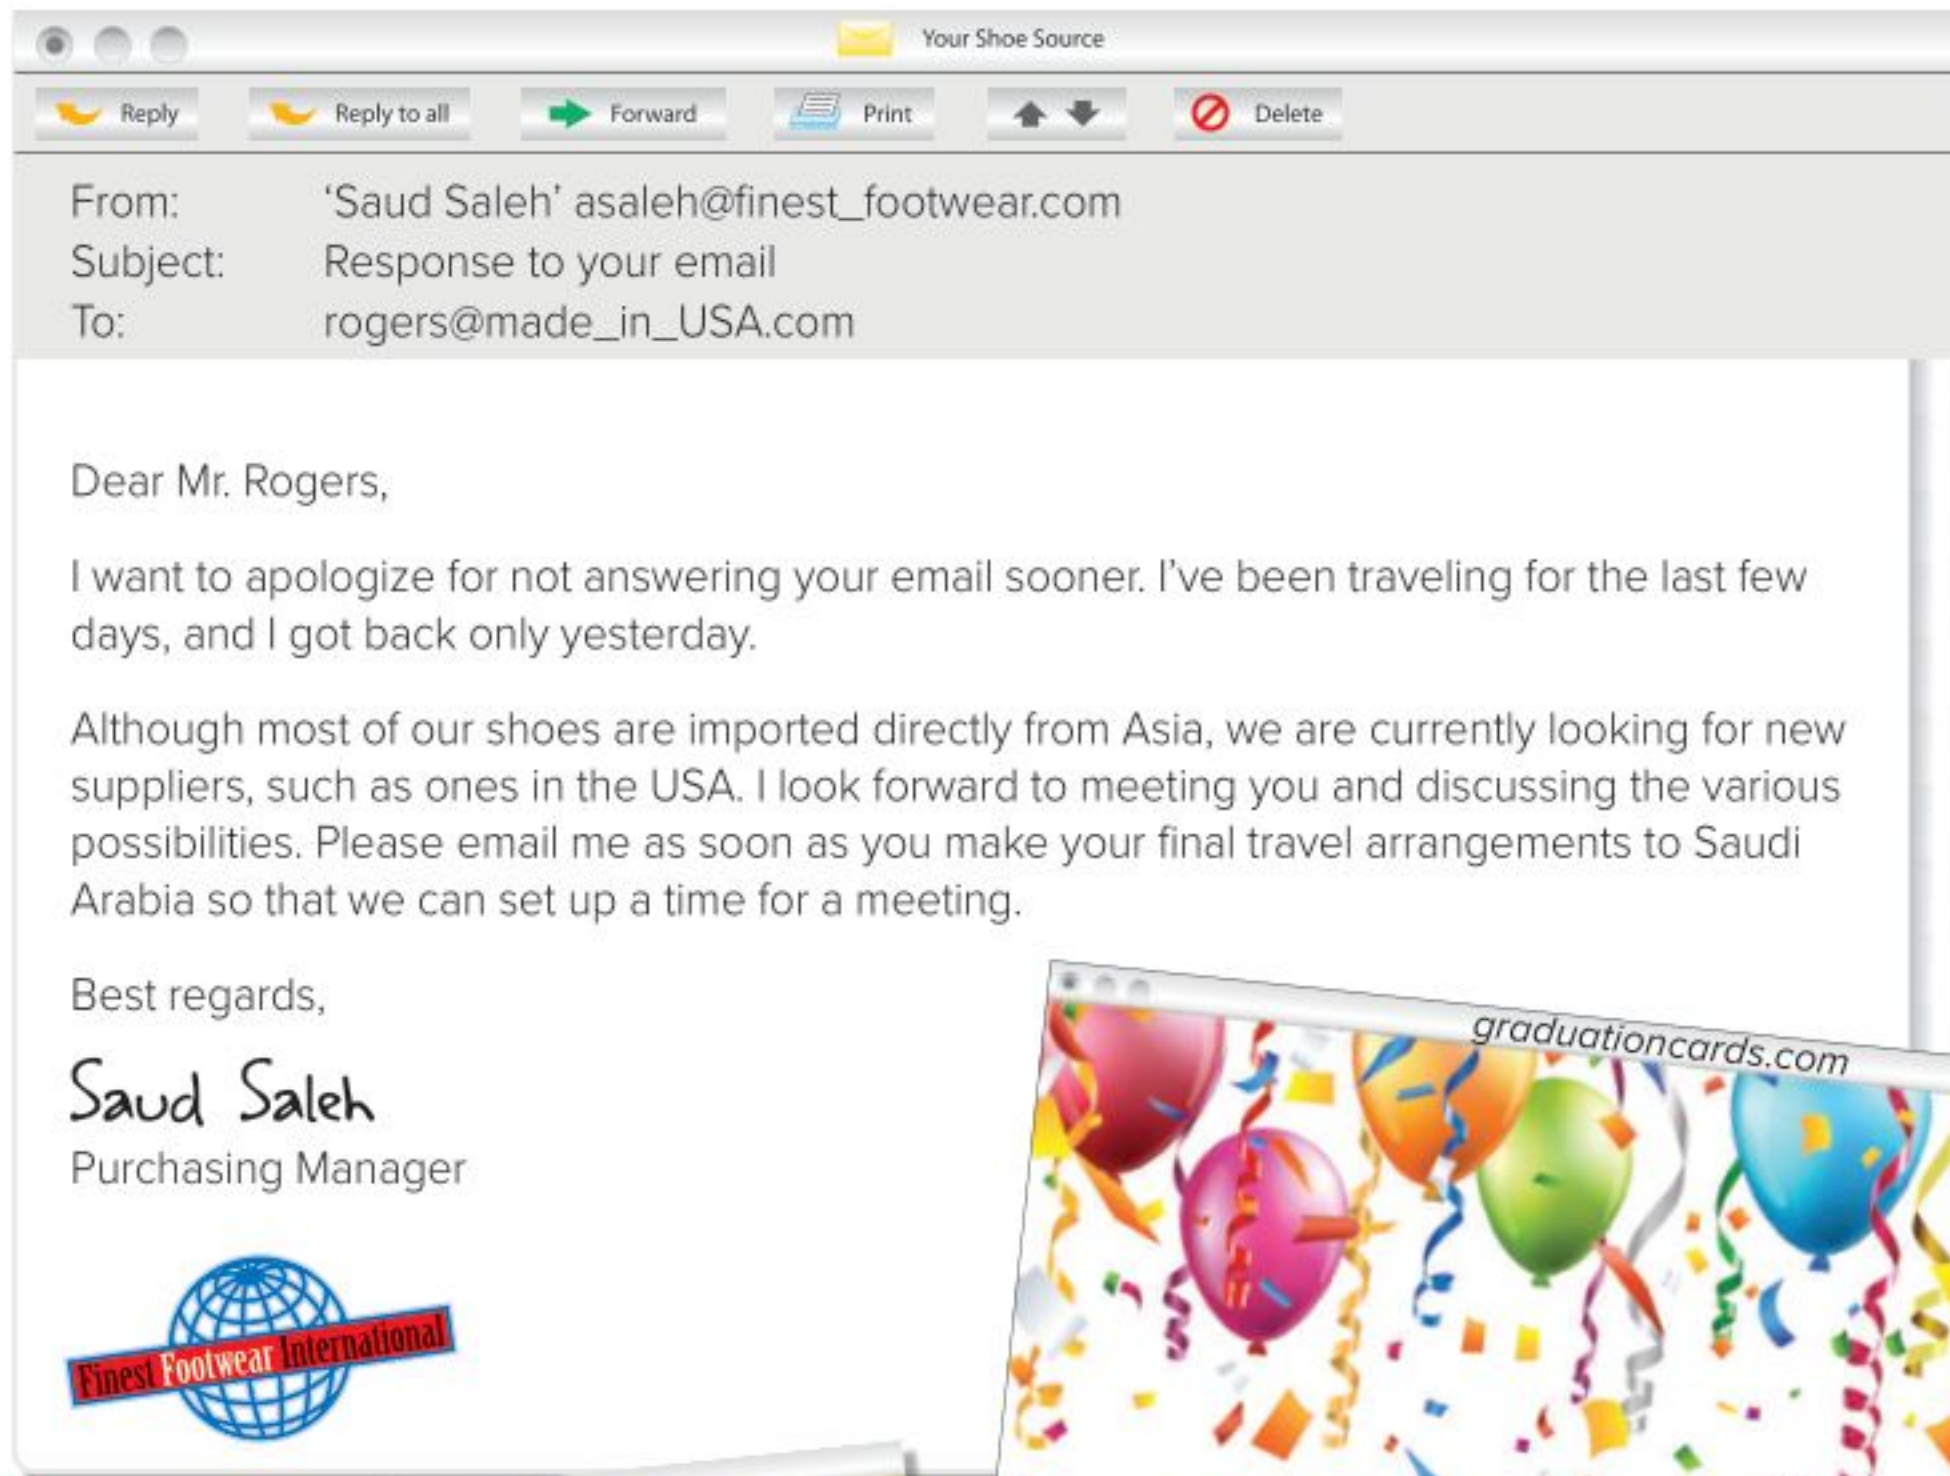 Your Shoe Source
Reply
Reply to all
Forward
Print
Delete
From: ‘Saud Saleh’ asaleh@finest_footwear.com
Subject: Response to your email
To: rogers@made_in_USA.com
Dear Mr. Rogers,
I want to apologize for not answering your email sooner. I’ve been traveling for the last few
days, and I got back only yesterday.
Although most of our shoes are imported directly from Asia, we are currently looking for new
suppliers, such as ones in the USA. I look forward to meeting you and discussing the various
possibilities. Please email me as soon as you make your final travel arrangements to Saudi
Arabia so that we can set up a time for a meeting.
Best regards,
Saud Saleh
Purchasing Manager
Finest Footwear International
graduationcards.com